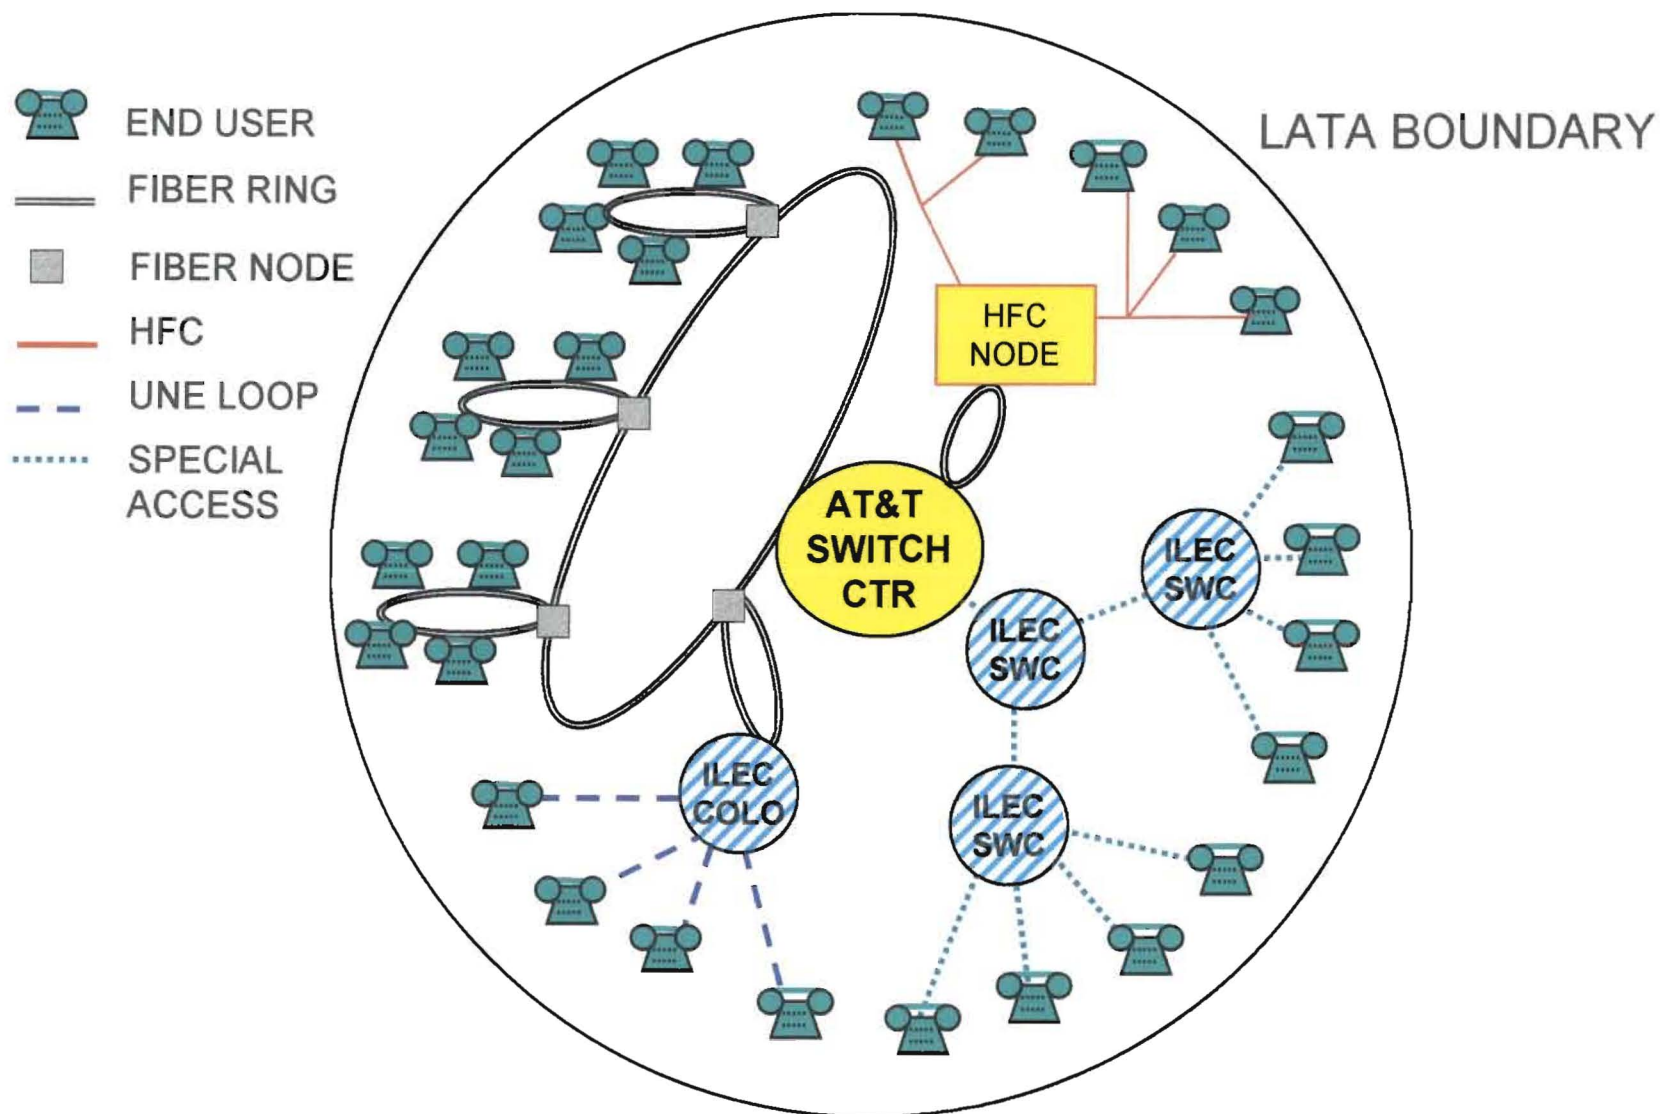 END USER
FIBER RING
FIBER NODE
HFC
UNE LOOP
SPECIAL
ACCESS
LATA BOUNDARY
HFC
NODE
AT&T
SWITCH
CTR
ILEC
SWC
ILEC
SWC
ILEC
COLO
ILEC
SWC